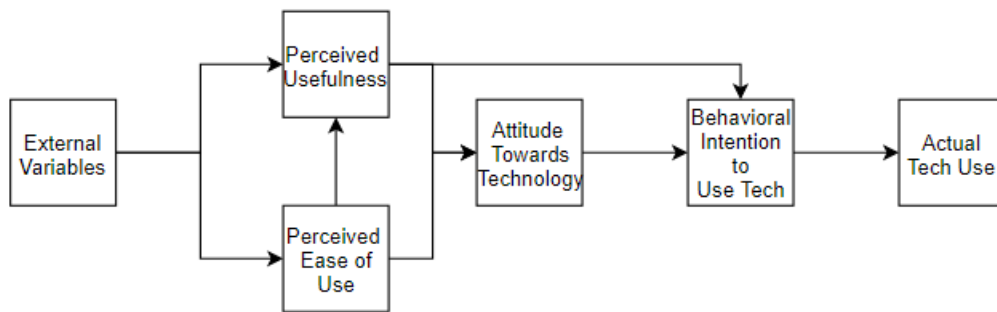 Perceived
Usefulness
External
Variables
Perceived
Ease of
Use
Attitude
Towards
Technology
Behavioral
Intention
to
Use Tech
Actual
Tech Use